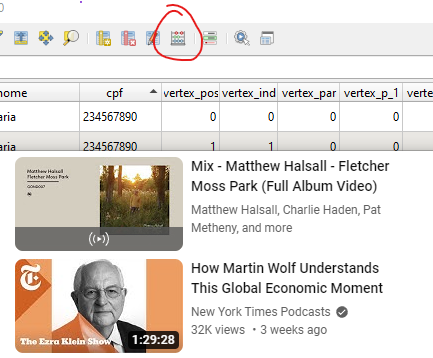 nome cpf vertex_pos vertex_ind vertex_par vertex_p_1 verte
aria 234567890 0 0 0 0
aria 234567890 1 1 0 0
Matthew Halsall
Fletcher Moss Park
Mix - Matthew Halsall - Fletcher
Moss Park (Full Album Video)
Matthew Halsall, Charlie Haden, Pat
Metheny, and more
The Ezra Klein Show
1:29:28
How Martin Wolf Understands
This Global Economic Moment
New York Times Podcasts
32K views • 3 weeks ago